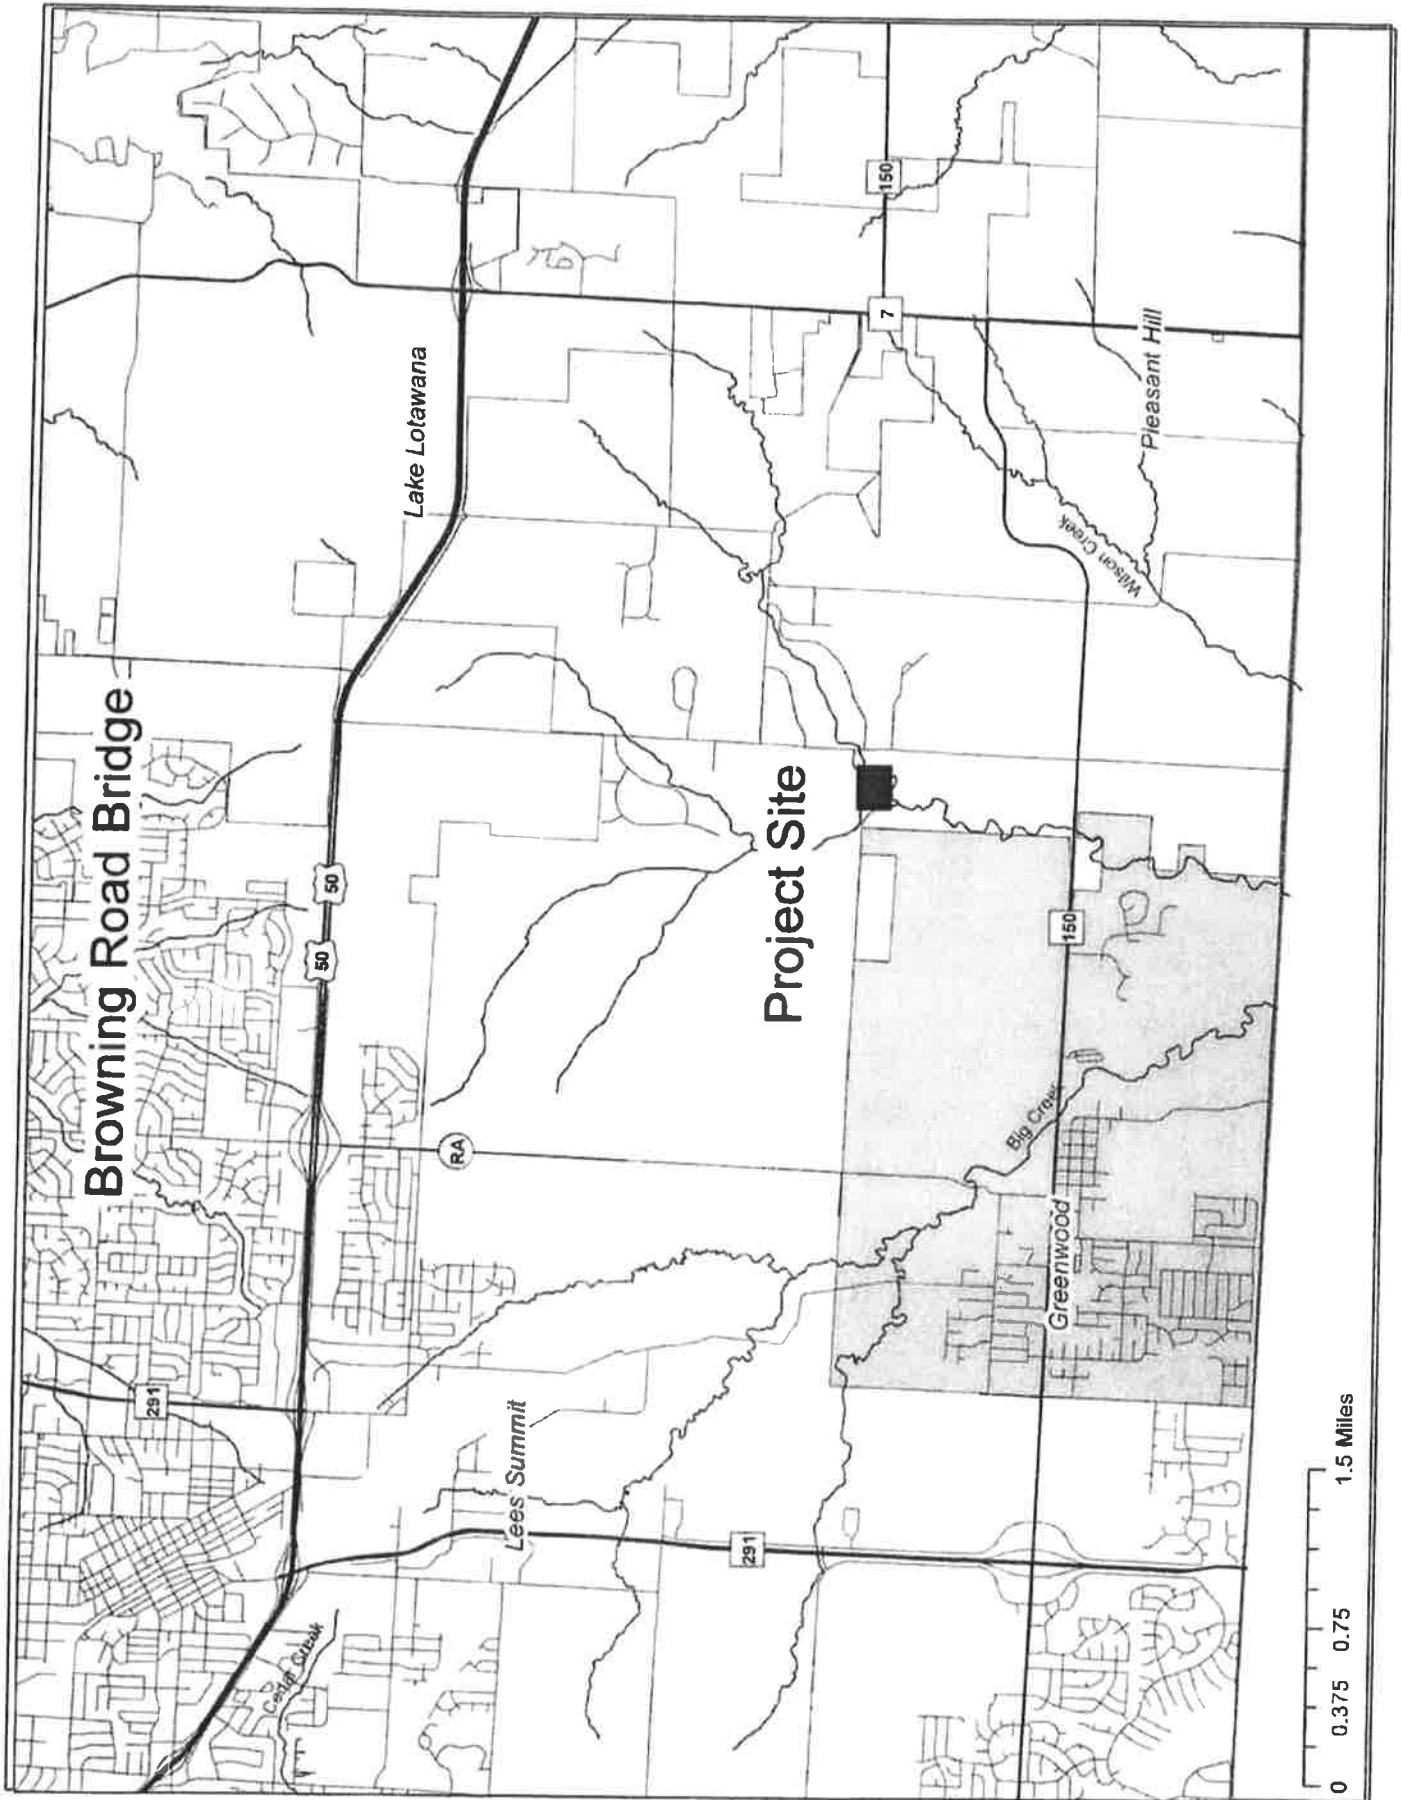 Browning Road Bridge
Lake Lotawana
50
50
291
RA
150
7
Project Site
Lees Summit
291
Cedar Creek
Wilson Creek
Pleasant Hill
150
Big Creek
Greenwood
0 0.375 0.75 1.5 Miles